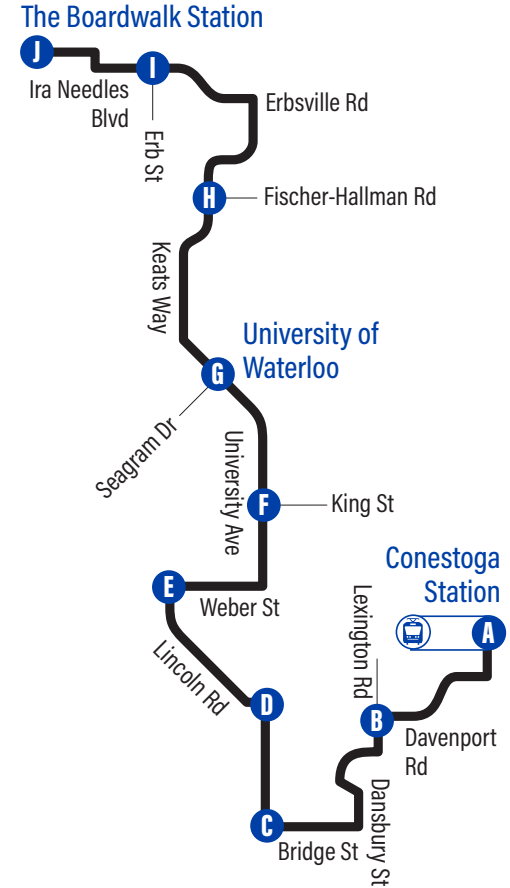 The Boardwalk Station
J
I
Ira Needles
Blvd
Erb St
Erbsville Rd
H
Fischer-Hallman Rd
Keats Way
University of
Waterloo
G
Seagram Dr
University Ave
F
King St
Conestoga
Station
E
Weber St
Lexington Rd
A
Lincoln Rd
D
B
Davenport
Rd
Dansbury St
C
Bridge St